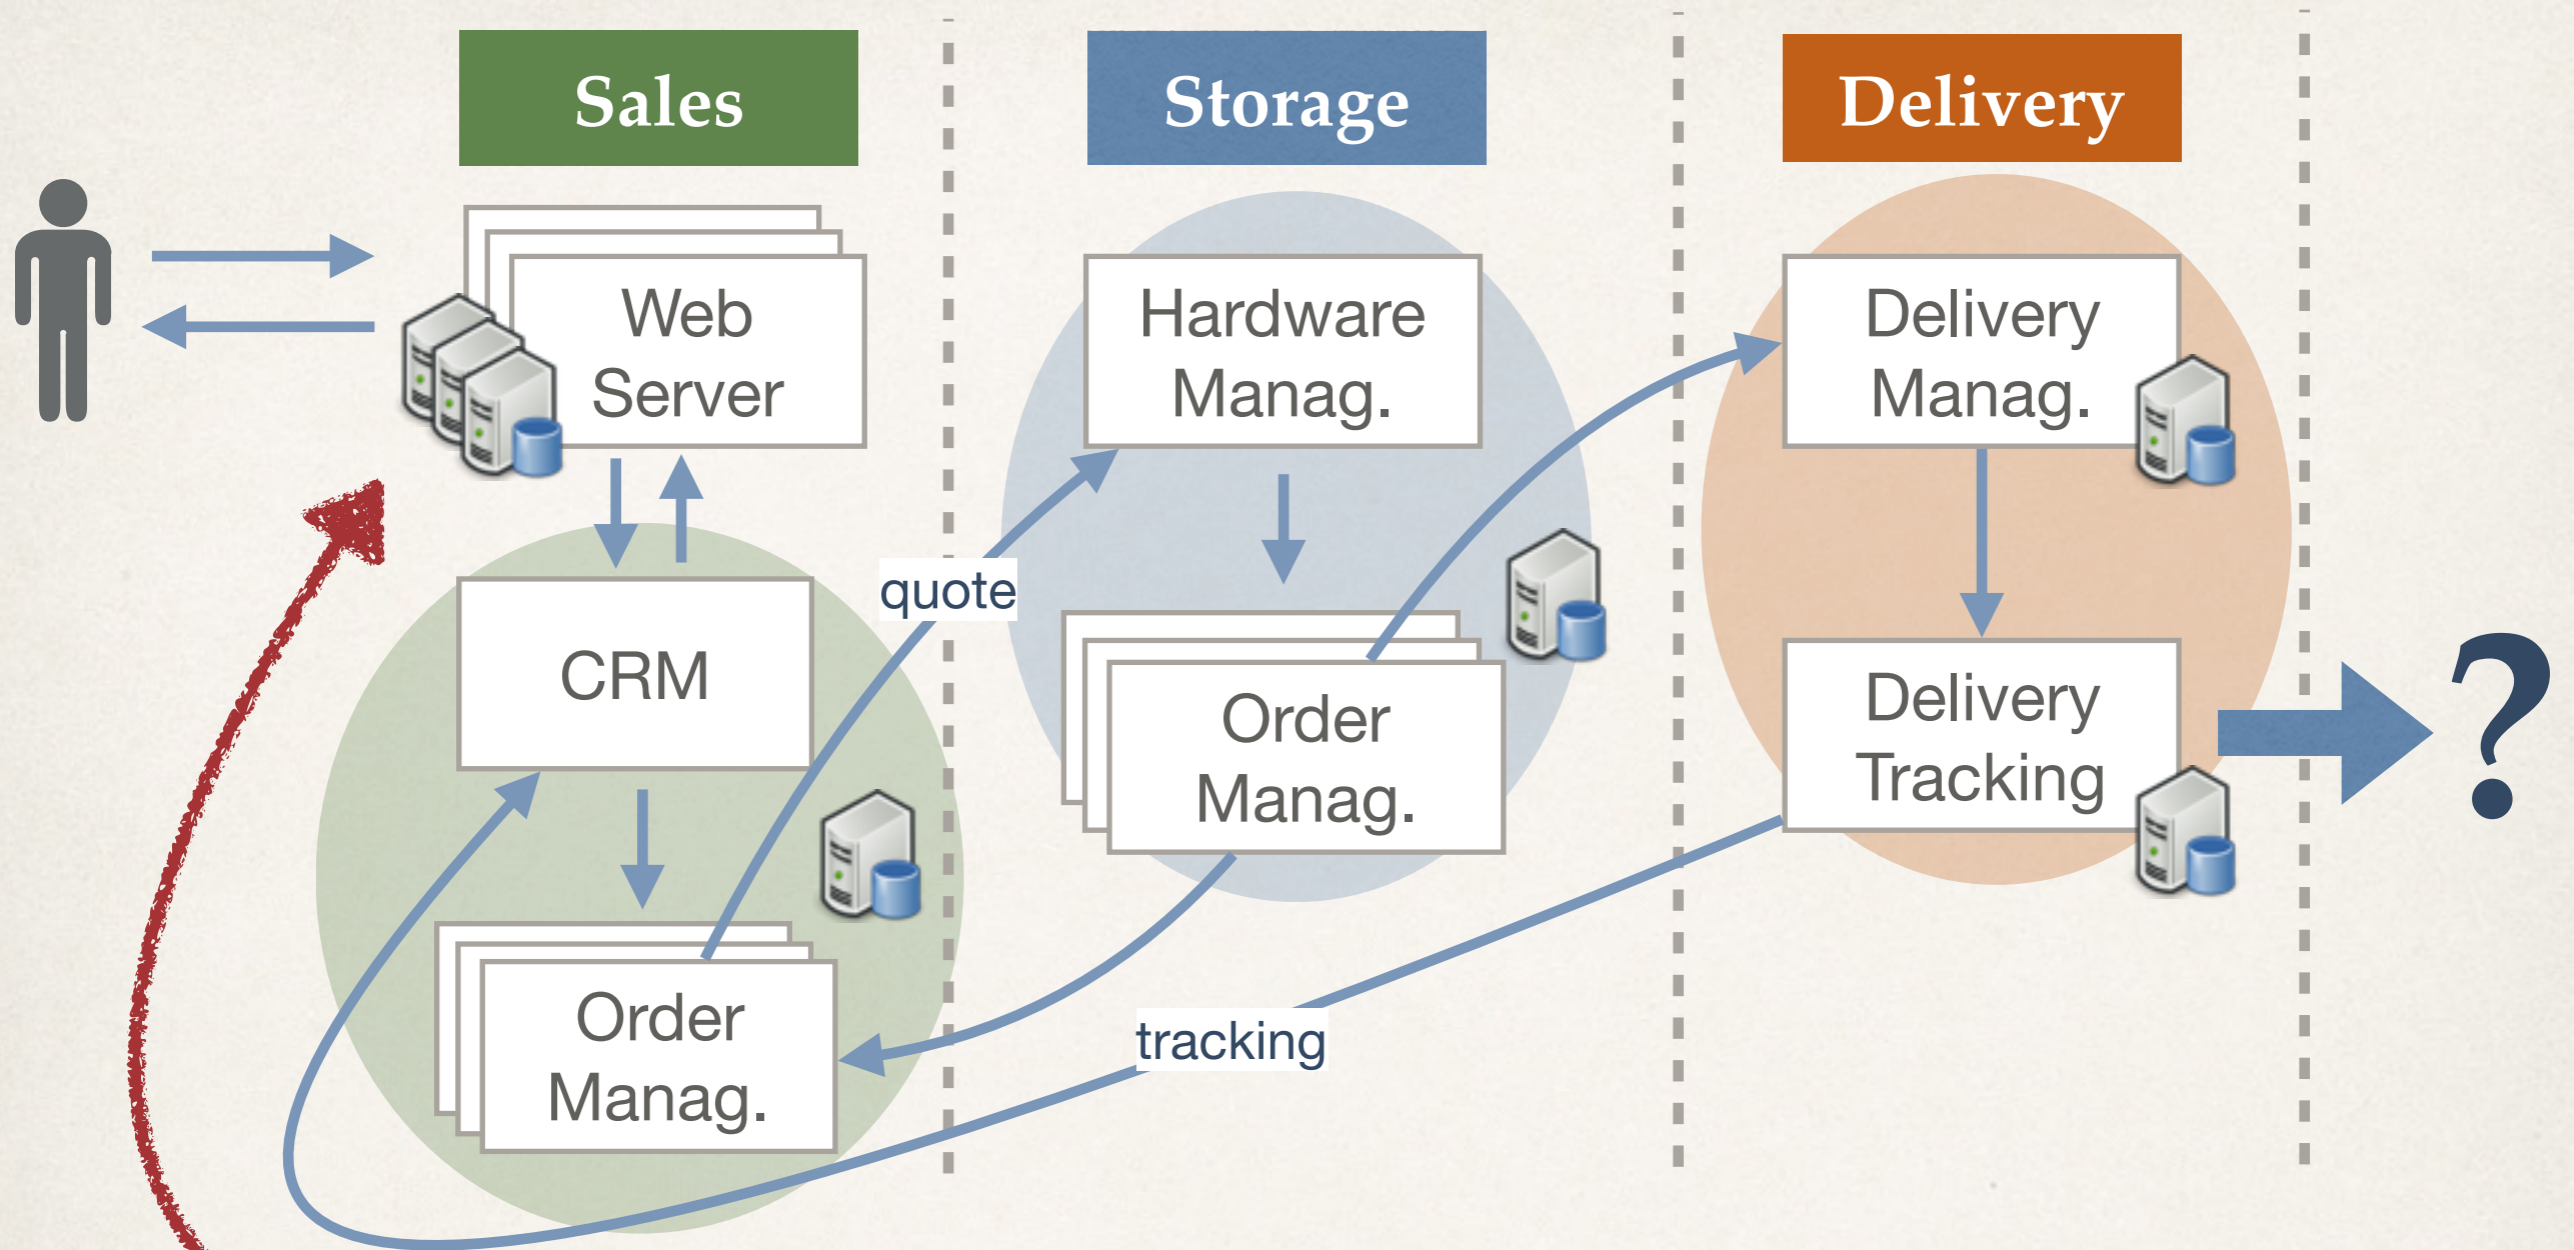 Sales
Storage
Delivery
Web
Server
Hardware
Manag.
Delivery
Manag.
quote
CRM
Order
Manag.
Delivery
Tracking
?
Order
Manag.
tracking